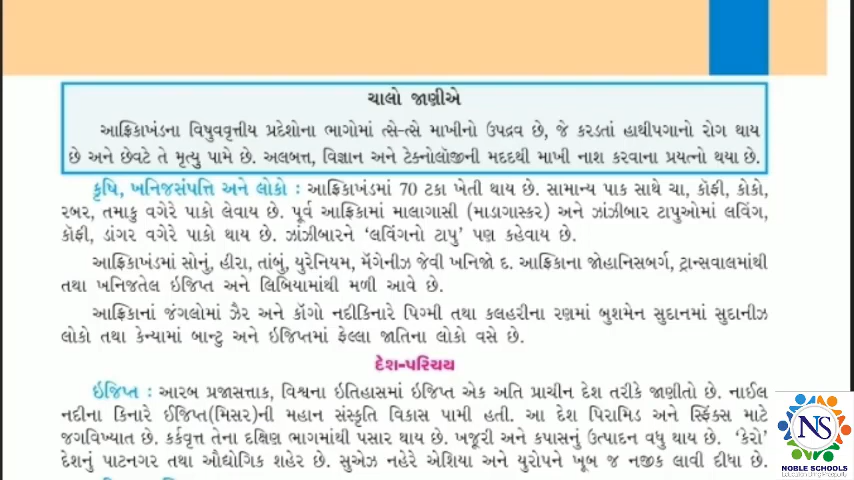 ચાલો જાણીએ
આફ્રિકાખંડના વિષુવવૃત્તીય પ્રદેશોના ભાગોમાં ત્સે-ત્સે માખીનો ઉપદ્રવ છે, જે કરડતાં હાથીપગાનો રોગ થાય
છે અને છેવટે તે મૃત્યુ પામે છે. અલબત્ત, વિજ્ઞાન અને ટેક્નોલૉજીની મદદથી માખી નાશ કરવાના પ્રયત્નો થયા છે.
કૃષિ, ખનિજસંપત્તિ અને લોકો : આફ્રિકાખંડમાં 70 ટકા ખેતી થાય છે. સામાન્ય પાક સાથે ચા, કૉફી, કોકો,
રબર, તમાકુ વગેરે પાકો લેવાય છે. પૂર્વ આફ્રિકામાં માલાગાસી (માડાગાસ્કર) અને ઝાંઝીબાર ટાપુઓમાં લવિંગ,
કૉફી, ડાંગર વગેરે પાકો થાય છે. ઝાંઝીબારને ‘લવિંગનો ટાપુ’ પણ કહેવાય છે.
આફ્રિકાખંડમાં સોનું, હીરા, તાંબું, યુરેનિયમ, મૅંગેનીઝ જેવી ખનિજો દ. આફ્રિકાના જોહાનિસબર્ગ, ટ્રાન્સવાલમાંથી
તથા ખનિજતેલ ઇજિપ્ત અને લિબિયામાંથી મળી આવે છે.
આફ્રિકાનાં જંગલોમાં ઝૈર અને કૉંગો નદીકિનારે પિગ્મી તથા કલહરીના રણમાં બુશમેન સુદાનમાં સુદાનીઝ
લોકો તથા કેન્યામાં બાન્ટુ અને ઇજિપ્તમાં ફેલ્લા જાતિના લોકો વસે છે.
દેશ-પરિચય
ઇજિપ્ત : આરબ પ્રજાસત્તાક, વિશ્વના ઇતિહાસમાં ઇજિપ્ત એક અતિ પ્રાચીન દેશ તરીકે જાણીતો છે. નાઈલ
નદીના કિનારે ઈજિપ્ત(મિસર)ની મહાન સંસ્કૃતિ વિકાસ પામી હતી. આ દેશ પિરામિડ અને સ્ફિંક્સ માટે
જગવિખ્યાત છે. કર્કવૃત્ત તેના દક્ષિણ ભાગમાંથી પસાર થાય છે. ખજૂરી અને કપાસનું ઉત્પાદન વધુ થાય છે. ‘કેરો’
દેશનું પાટનગર તથા ઔદ્યોગિક શહેર છે. સુએઝ નહેરે એશિયા અને યુરોપને ખૂબ જ નજીક લાવી દીધા છે.
NS
NOBLE SCHOOLS